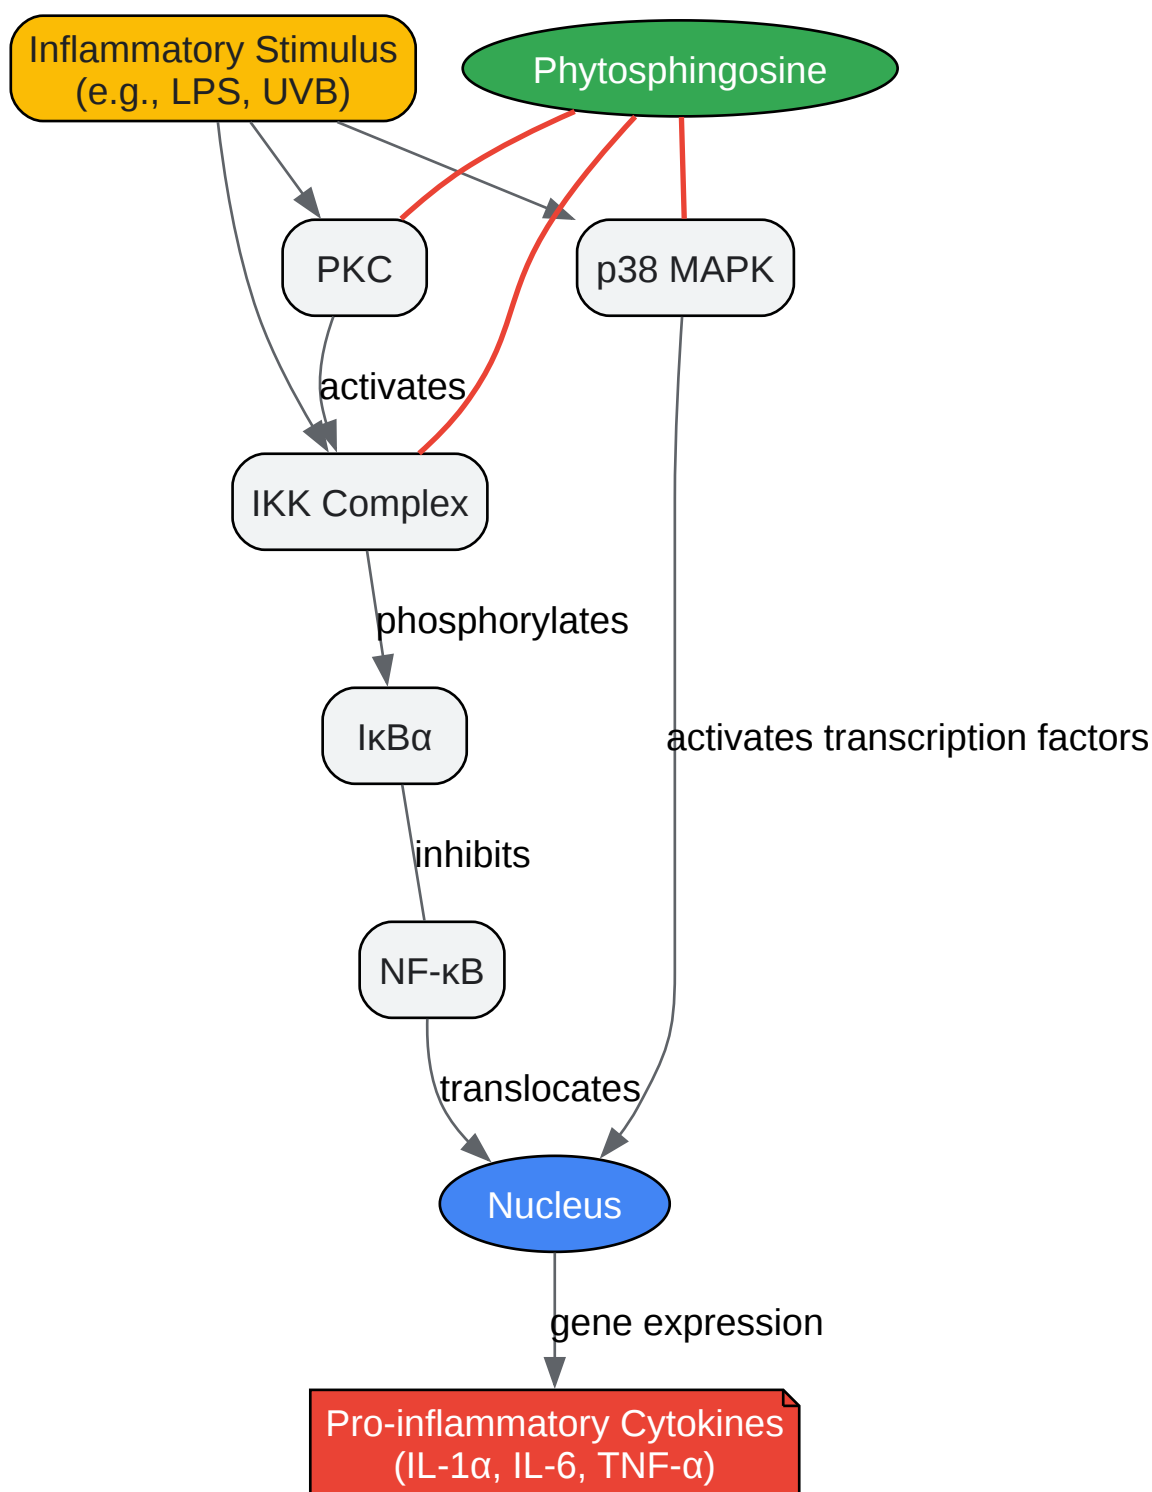 Inflammatory Stimulus
(e.g., LPS, UVB)
Phytosphingosine
PKC
p38 MAPK
activates
IKK Complex
phosphorylates
IκBα
activates transcription factors
inhibits
NF-κB
translocates
Nucleus
gene expression
Pro-inflammatory Cytokines
(IL-1α, IL-6, TNF-α)